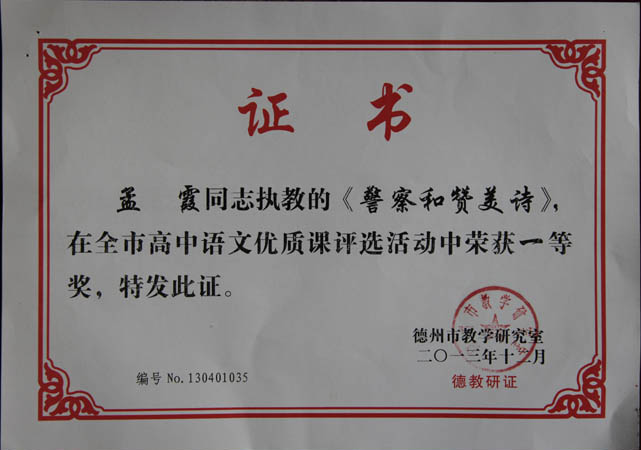 证 书
孟 霞同志执教的《警察和赞美诗》，
在全市高中语文优质课评选活动中荣获一等
奖，特发此证。
德州市教学研究室
二〇一三年十二月
编号 No.130401035
德教研证